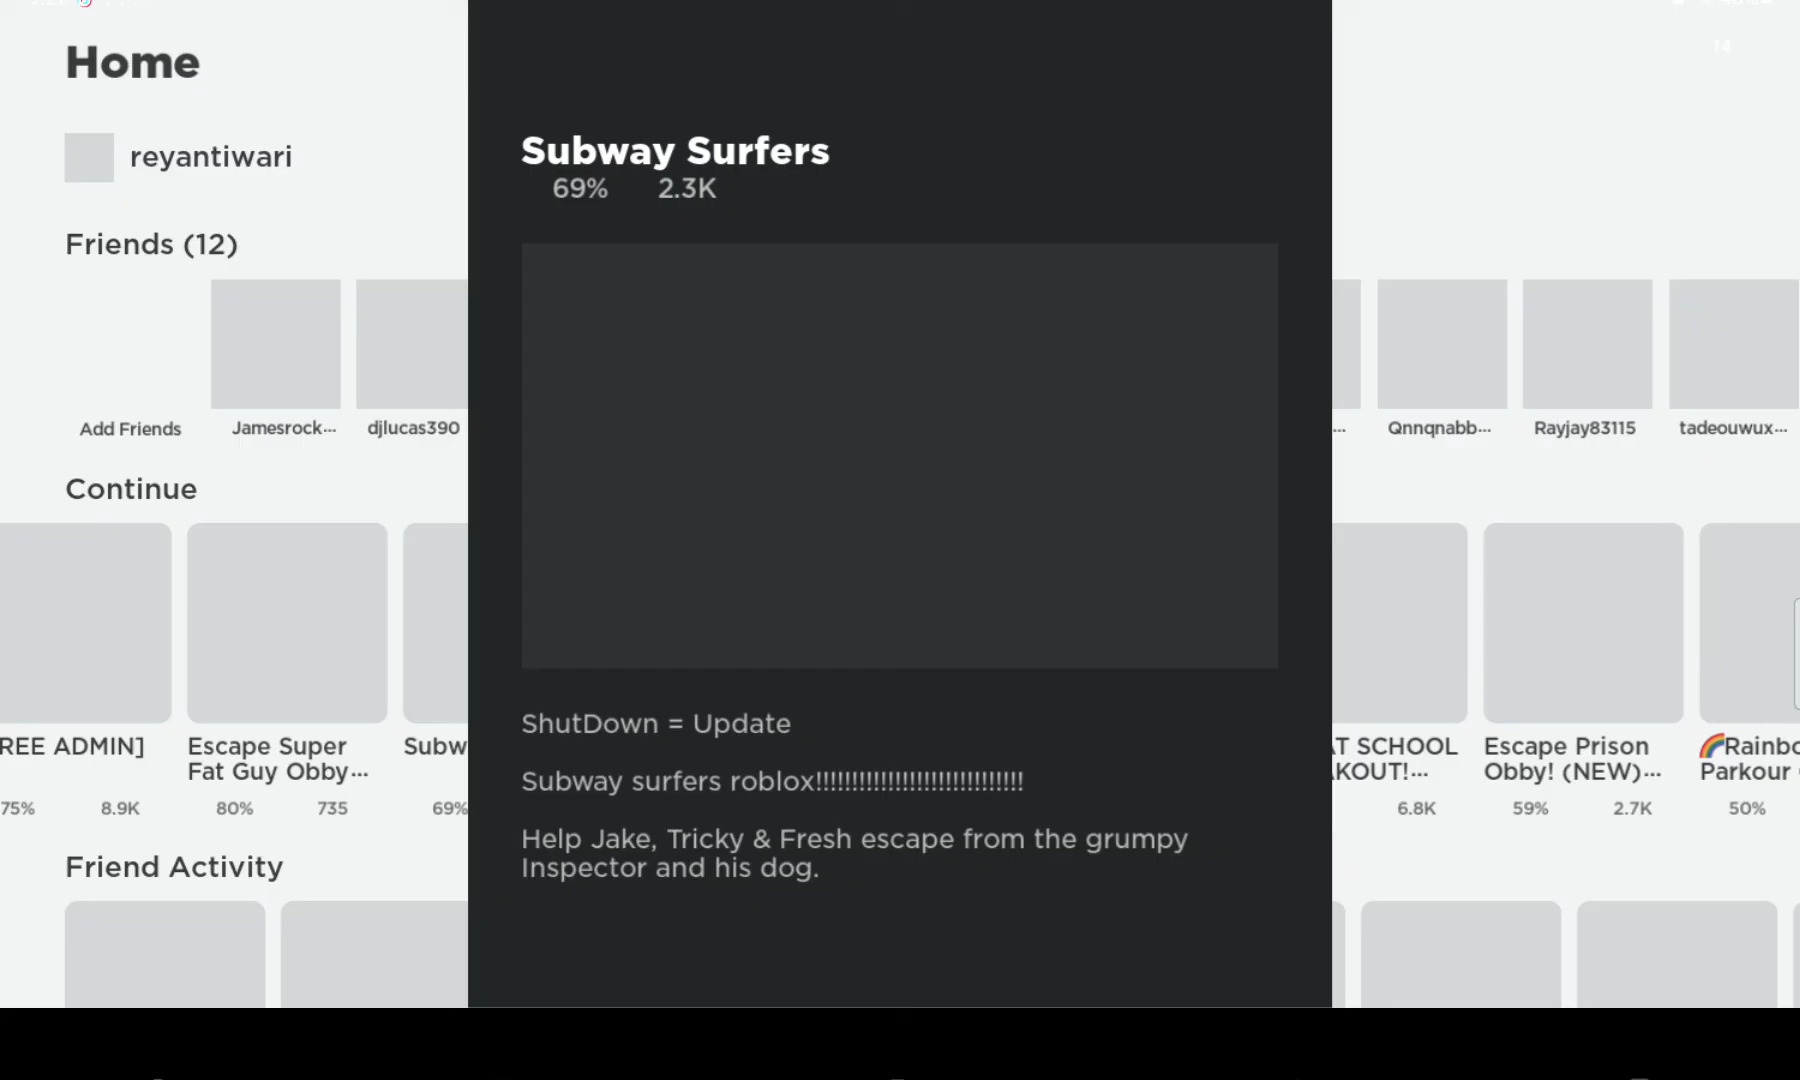 Home
reyantiwari
Friends (12)
Add Friends
Jamesrock...
djlucas390
Qnnqnabb...
Rayjay83115
tadeouwux...
Continue
REE ADMIN]
75% 8.9K
Escape Super
Fat Guy Obby...
80% 735
Subw
69%
Subway Surfers
69% 2.3K
ShutDown = Update
Subway surfers roblox!!!!!!!!!!!!!!!!!!!!!!!!!!!!!
Help Jake, Tricky & Fresh escape from the grumpy
Inspector and his dog.
AT SCHOOL
KOUT!...
6.8K
Escape Prison
Obby! (NEW)...
59% 2.7K
🌈Rainbo
Parkour
50%
Friend Activity
14